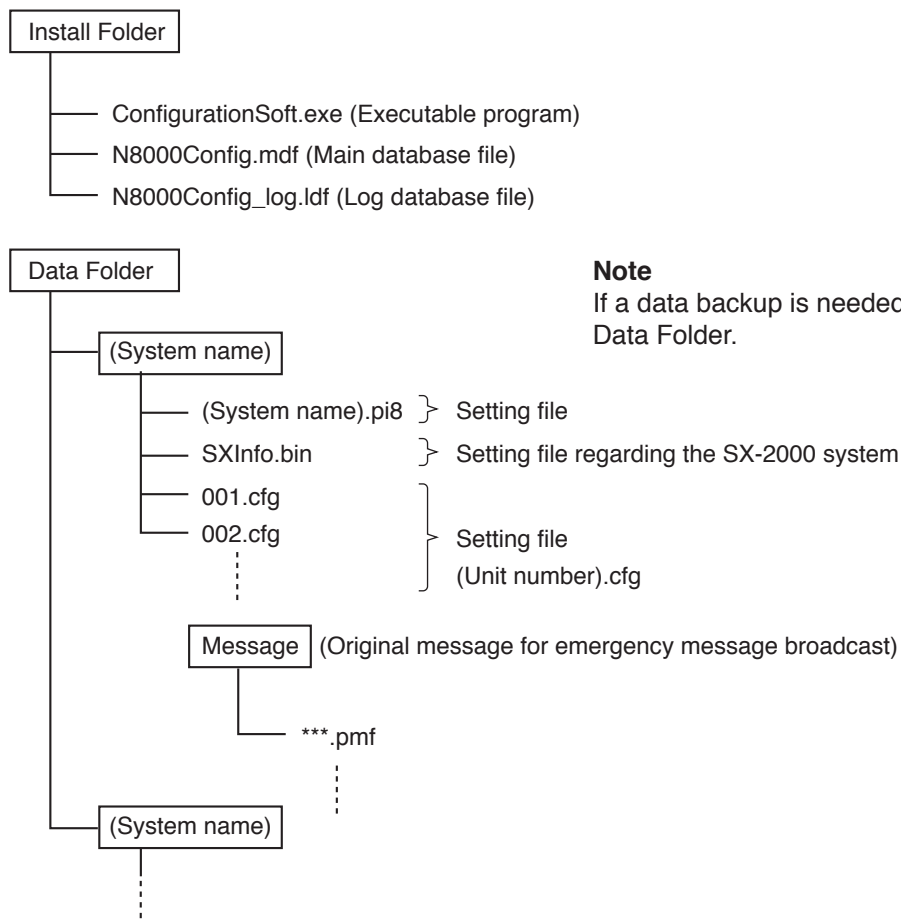 Install Folder
ConfigurationSoft.exe (Executable program)
N8000Config.mdf (Main database file)
N8000Config_log.ldf (Log database file)
Data Folder
Note
If a data backup is needed
Data Folder.
(System name)
(System name).pi8 Setting file
SXInfo.bin Setting file regarding the SX-2000 system
001.cfg
002.cfg Setting file
(Unit number).cfg
Message (Original message for emergency message broadcast)
***.pmf
(System name)